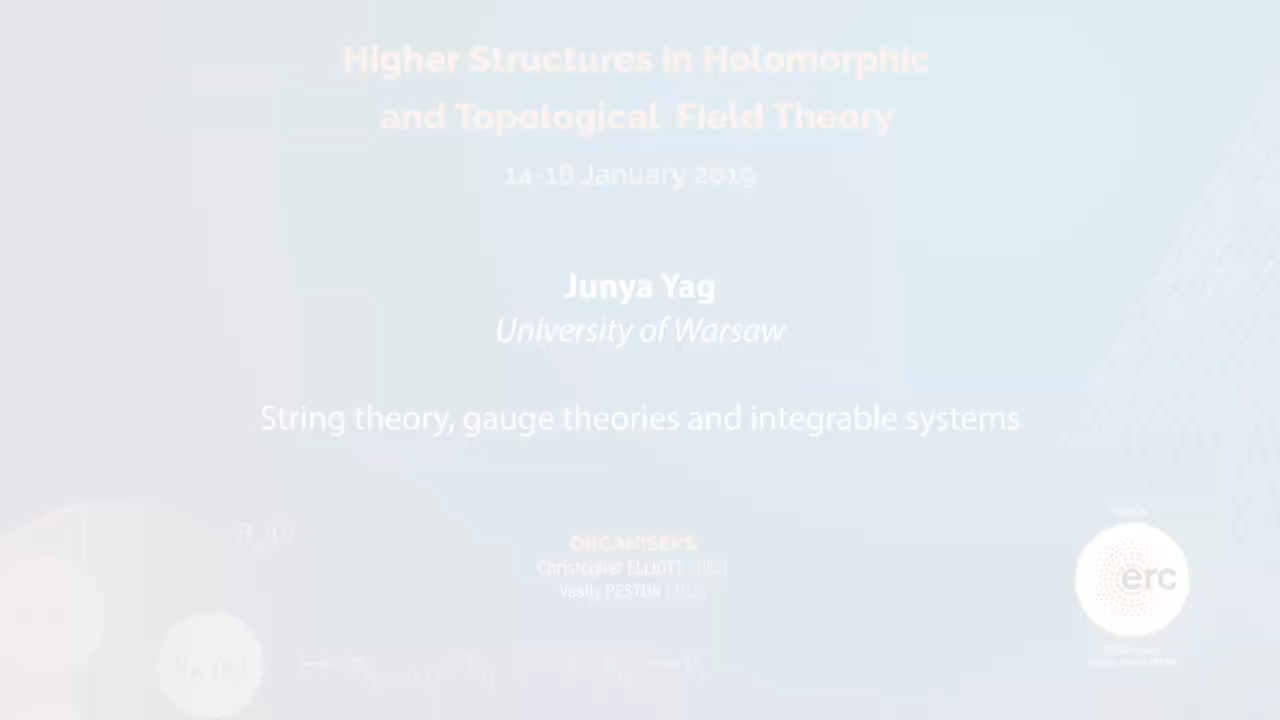 Higher Structures in Holomorphic
and Topological Field Theory
14-18 January 2019
Junya Yag
University of Warsaw
String theory, gauge theories and integrable systems
ORGANISERS
Christopher ELLIOTT
Vasily PESTUN
erc